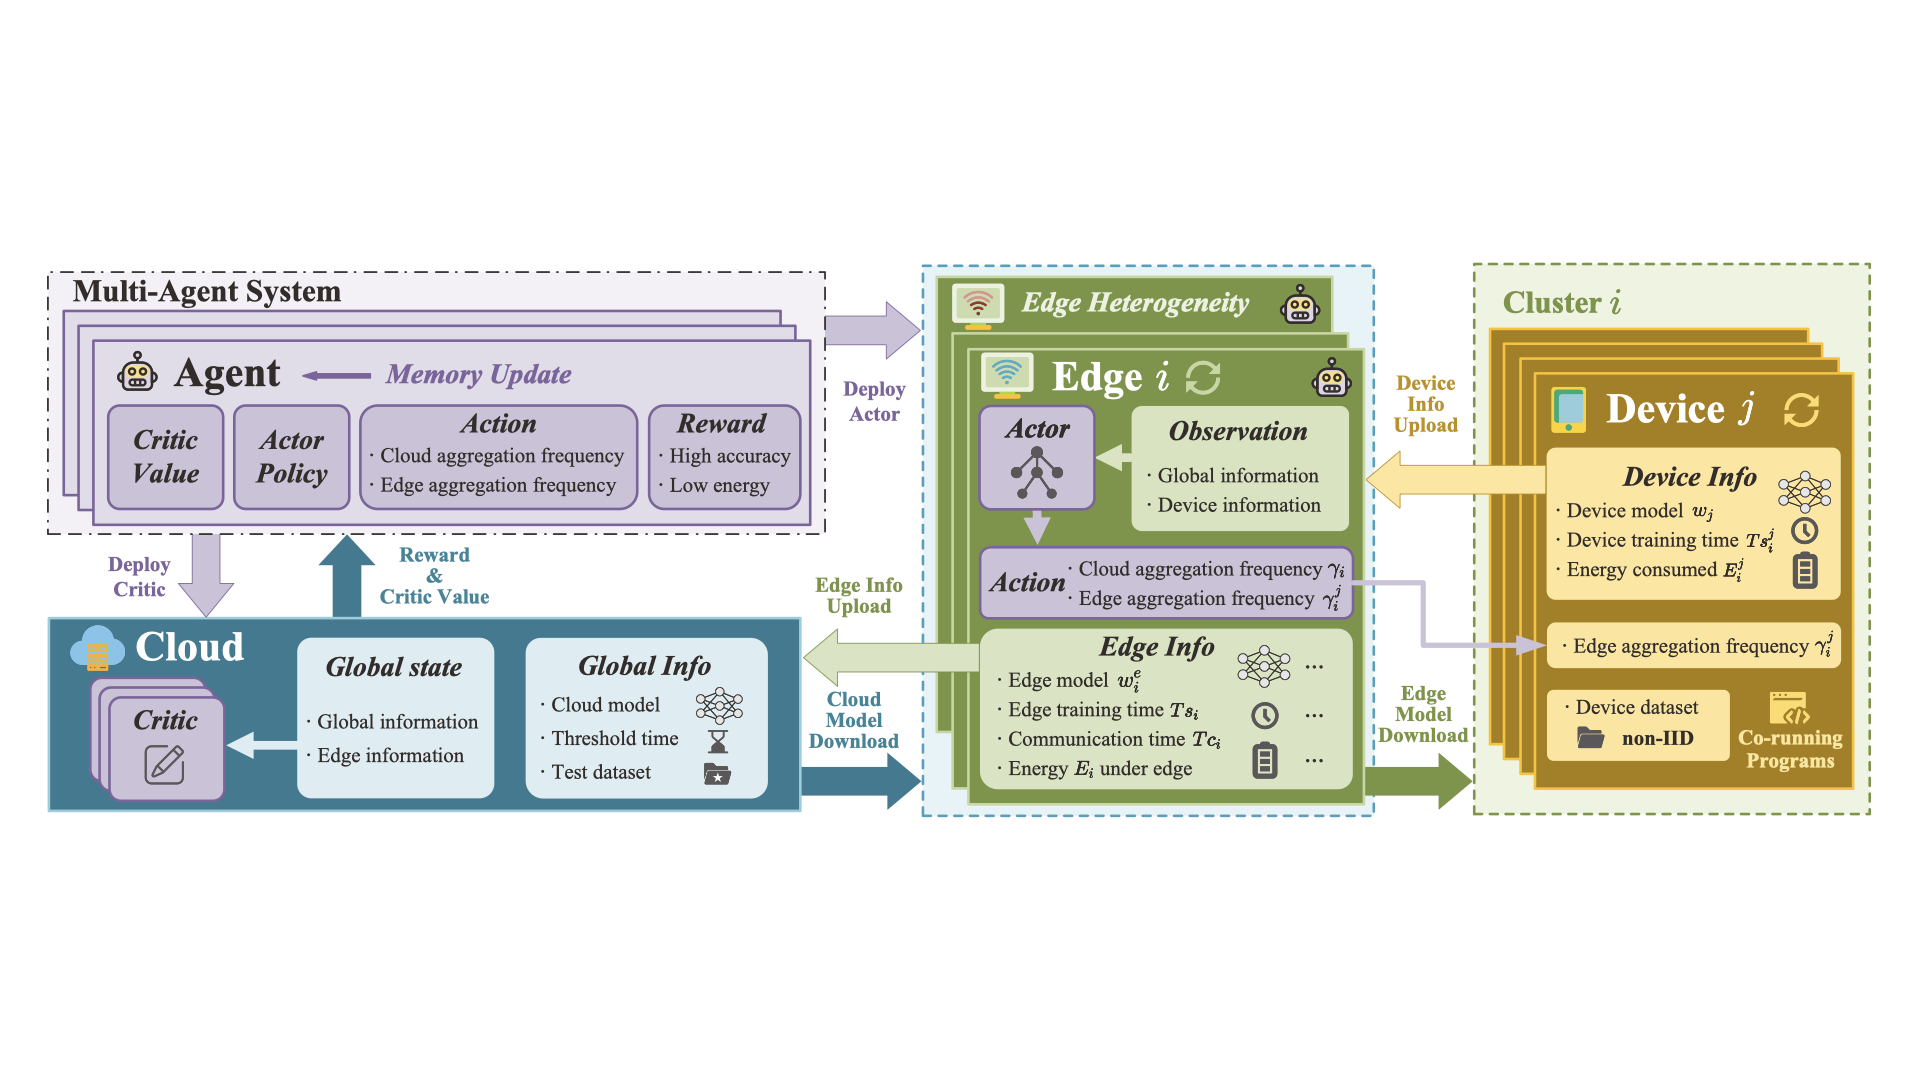 Multi-Agent System
Agent
Memory Update
Critic
Value
Actor
Policy
Action
· Cloud aggregation frequency
· Edge aggregation frequency
Reward
· High accuracy
· Low energy
Deploy
Critic
Reward
&
Critic Value
Deploy
Actor
Cloud
Critic
Global state
· Global information
· Edge information
Global Info
· Cloud model
· Threshold time
· Test dataset
Edge Info
Upload
Cloud
Model
Download
Edge Heterogeneity
Edge i
Actor
Observation
· Global information
· Device information
Action
· Cloud aggregation frequency γ_i
· Edge aggregation frequency γ_i^j
Edge Info
· Edge model w_i^e ...
· Edge training time Ts_i ...
· Communication time Tc_i
· Energy E_i under edge ...
Device
Info
Upload
Edge
Model
Download
Cluster i
Device j
Device Info
· Device model w_j
· Device training time Ts_i^j
· Energy consumed E_i^j
· Edge aggregation frequency γ_i^j
· Device dataset
non-IID
Co-running
Programs